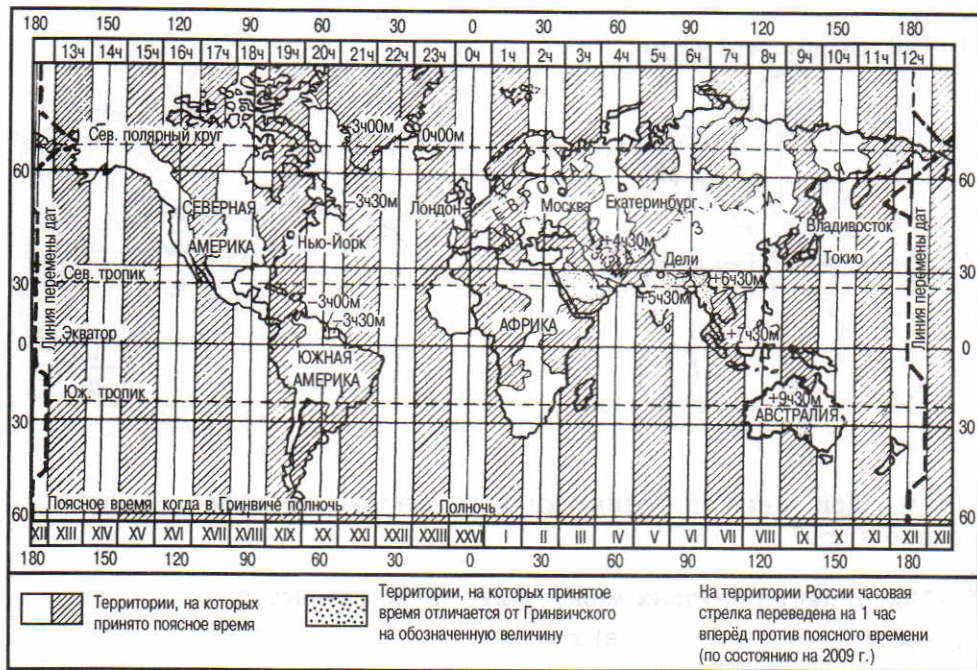 180 150 120 90 60 30 0 30 60 90 120 150 180
13ч 14ч 15ч 16ч 17ч 18ч 19ч 20ч 21ч 22ч 23ч 0ч 1ч 2ч 3ч 4ч 5ч 6ч 7ч 8ч 9ч 10ч 11ч 12ч
Сев. полярный круг
-3ч00м
0ч00м
60
60
СЕВЕРНАЯ
АМЕРИКА
-3ч30м
Нью-Йорк
Лондон
Е В
Москва
Екатеринбург
А
З
Владивосток
Токио
+4ч30м
Дели
Сев. тропик
30
30
+5ч30м
+6ч30м
-3ч00м
+/-3ч30м
Линия перемены дат
Линия перемены дат
Экватор
0
0
АФРИКА
+7ч30м
ЮЖНАЯ
АМЕРИКА
Юж. тропик
30
30
+9ч30м
АВСТРАЛИЯ
Поясное время, когда в Гринвиче полночь
Полночь
60
60
XII XIII XIV XV XVI XVII XVIII XIX XX XXI XXII XXIII XXVI I II III IV V VI VII VIII IX X XI XII XII
180 150 120 90 60 30 0 30 60 90 120 150 180
Территории, на которых
принято поясное время
Территории, на которых принятое
время отличается от Гринвичского
на обозначенную величину
На территории России часовая
стрелка переведена на 1 час
вперёд против поясного времени
(по состоянию на 2009 г.)